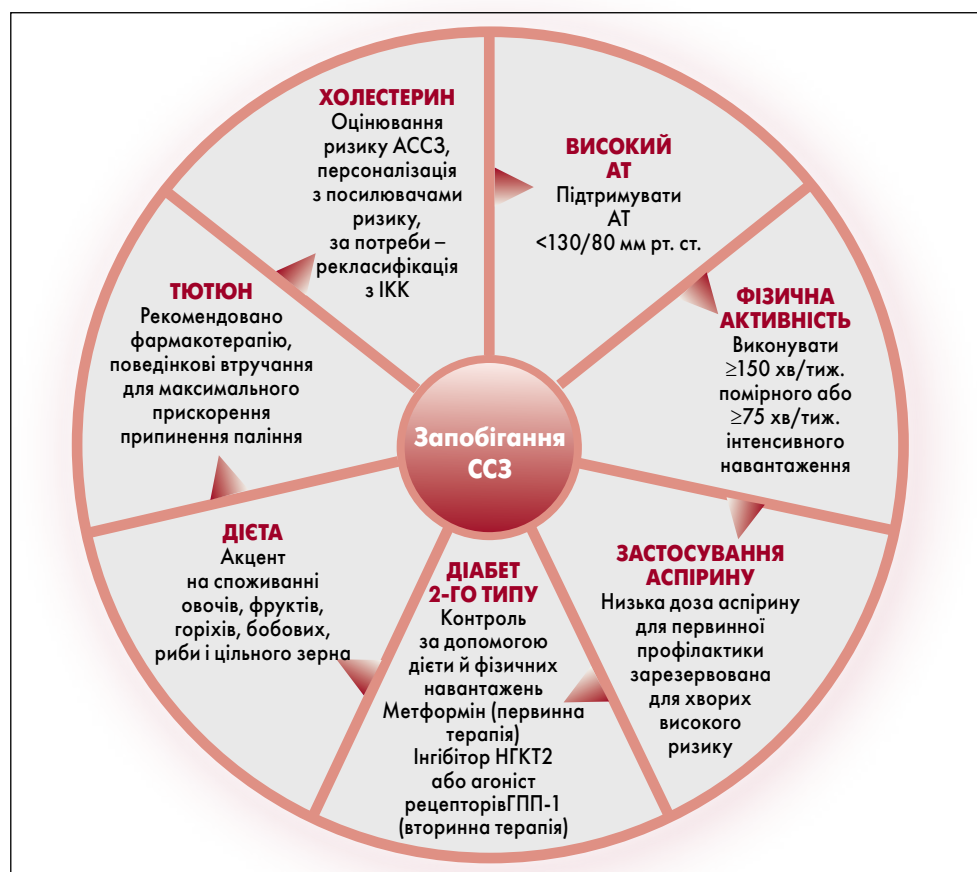 ХОЛЕСТЕРИН
Оцінювання
ризику АССЗ,
персоналізація
з посилювачами
ризику,
за потреби –
рекласифікація
з ІКК
ВИСОКИЙ
АТ
Підтримувати
АТ
<130/80 мм рт. ст.
ФІЗИЧНА
АКТИВНІСТЬ
Виконувати
≥150 хв/тиж.
помірного або
≥75 хв/тиж.
інтенсивного
навантаження
ЗАСТОСУВАННЯ
АСПІРИНУ
Низька доза аспірину
для первинної
профілактики
зарезервована
для хворих
високого
ризику
ДІАБЕТ
2-ГО ТИПУ
Контроль
за допомогою
дієти й фізичних
навантажень
Метформін (первинна
терапія)
Інгібітор НГКТ2
або агоніст
рецепторівГПП-1
(вторинна терапія)
ДІЄТА
Акцент
на споживанні
овочів, фруктів,
горіхів, бобових,
риби і цільного зерна
ТЮТЮН
Рекомендовано
фармакотерапію,
поведінкові втручання
для максимального
прискорення
припинення паління
Запобігання
ССЗ